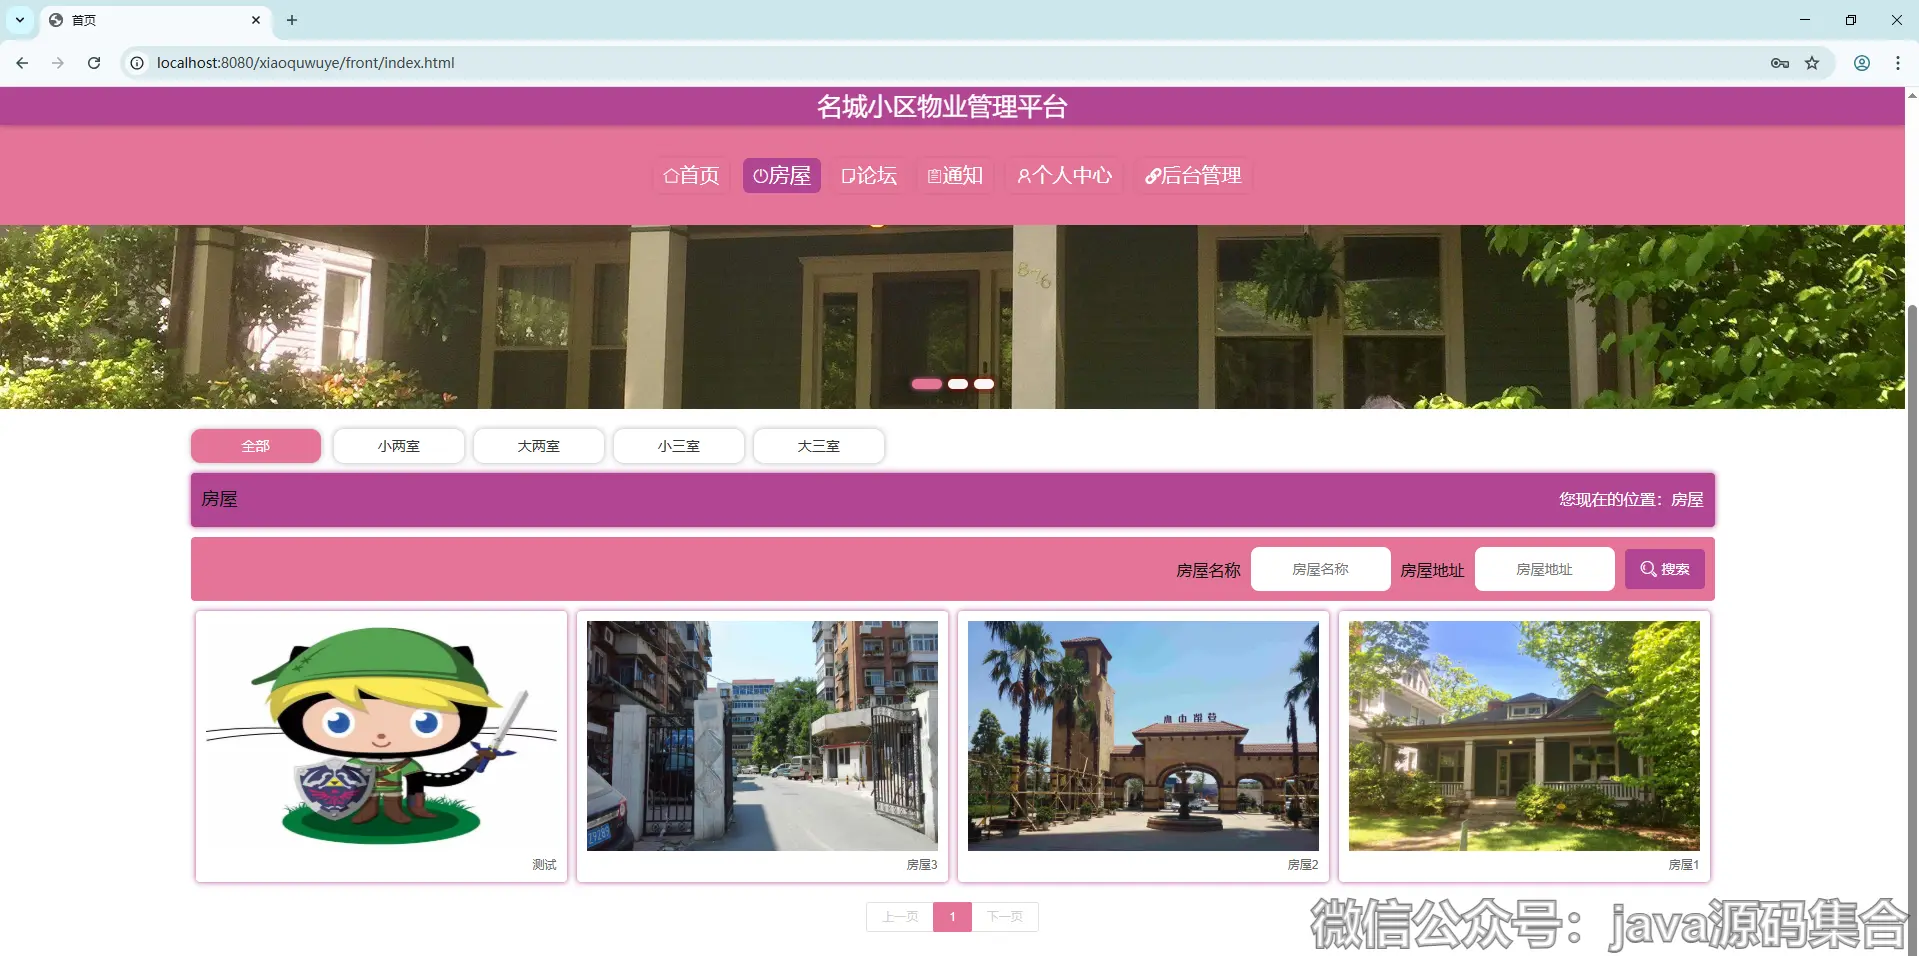 首页
localhost:8080/xiaoquwuye/front/index.html
名城小区物业管理平台
首页 房屋 论坛 通知 个人中心 后台管理
8-16
全部 小两室 大两室 小三室 大三室
房屋 您现在的位置：房屋
房屋名称 房屋名称 房屋地址 房屋地址 搜索
测试 房屋3 房屋2 房屋1
上一页 1 下一页
微信公众号：java源码集合